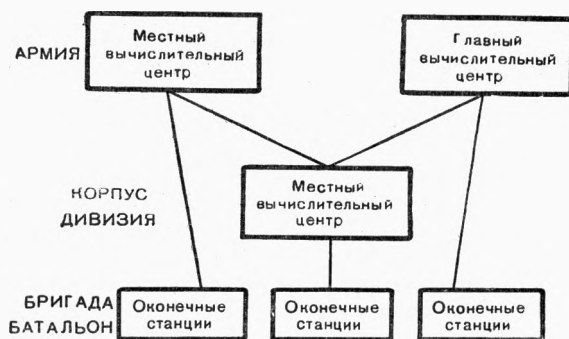 АРМИЯ
Местный
вычислительный
центр
Главный
вычислительный
центр
КОРПУС
ДИВИЗИЯ
Местный
вычислительный
центр
БРИГАДА
БАТАЛЬОН
Оконечные
станции
Оконечные
станции
Оконечные
станции